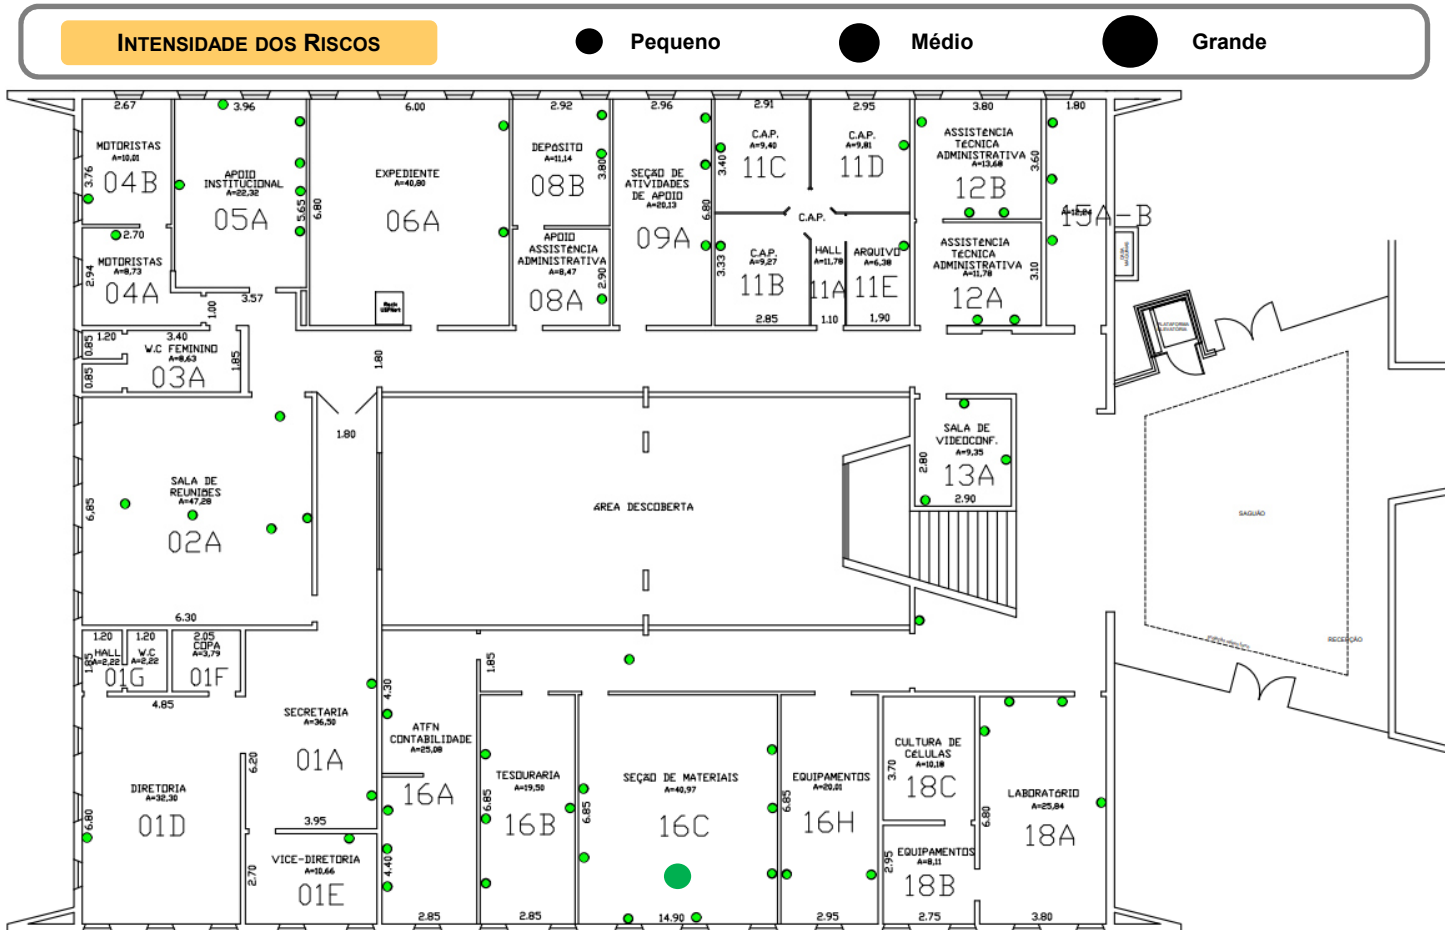 INTENSIDADE DOS RISCOS
Pequeno
Médio
Grande
2.67
3.96
6.00
2.92
2.96
2.91
2.95
3.80
1.80
MOTORISTAS
A=10,01
04B
3.76
APOIO
INSTITUCIONAL
A=22,32
05A
5.65
EXPEDIENTE
A=40,80
06A
6.80
DEPóSITO
A=11,14
08B
3.80
SEÇÃO DE
ATIVIDADES
DE APOIO
A=20,13
09A
6.80
C.A.P.
A=9,40
11C
3.40
C.A.P.
A=9,81
11D
ASSISTêNCIA
TéCNICA
ADMINISTRATIVA
A=13,68
12B
3.60
15A-B
2.70
MOTORISTAS
A=8,73
04A
2.94
APOIO
ASSISTêNCIA
ADMINISTRATIVA
A=8,47
08A
2.90
C.A.P.
C.A.P.
A=9,27
11B
3.33
HALL
A=11,78
11A
ARQUIVO
A=6,38
11E
ASSISTêNCIA
TéCNICA
ADMINISTRATIVA
A=11,78
12A
3.10
3.57
1.00
2.85
1.10
1,90
PLATAFORMA
ELEVATÓRIA
1.20
3.40
0.85
0.85
W.C FEMININO
A=8,63
03A
1.85
1.80
1.80
SALA DE
REUNIõES
A=47,28
02A
6,85
6.30
áREA DESCOBERTA
SALA DE
VIDEOCONF.
A=9,35
13A
2.80
2.90
SAGUÃO
RECEPÇÃO
1.20
1.20
2.05
HALL
A=2,22
01G
1.85
W.C
A=2,22
COPA
A=3,79
01F
4.85
SECRETARIA
A=36,50
01A
6.20
3.95
4.30
1.85
ATFN
CONTABILIDADE
A=25,08
16A
4.40
2.85
DIRETORIA
A=32,30
01D
6.80
VICE-DIRETORIA
A=10,66
01E
2.70
TESOURARIA
A=19,50
16B
6.85
2.85
SEÇÃO DE MATERIAIS
A=40,97
16C
6.85
14.90
EQUIPAMENTOS
A=20,01
16H
6.85
2.95
CULTURA DE
CéLULAS
A=10,18
18C
3.70
EQUIPAMENTOS
A=8,11
18B
2.95
2.75
LABORATóRIO
A=25,84
18A
6.80
3.80